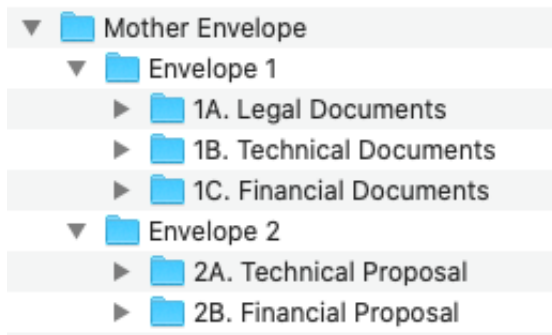 Mother Envelope
Envelope 1
1A. Legal Documents
1B. Technical Documents
1C. Financial Documents
Envelope 2
2A. Technical Proposal
2B. Financial Proposal